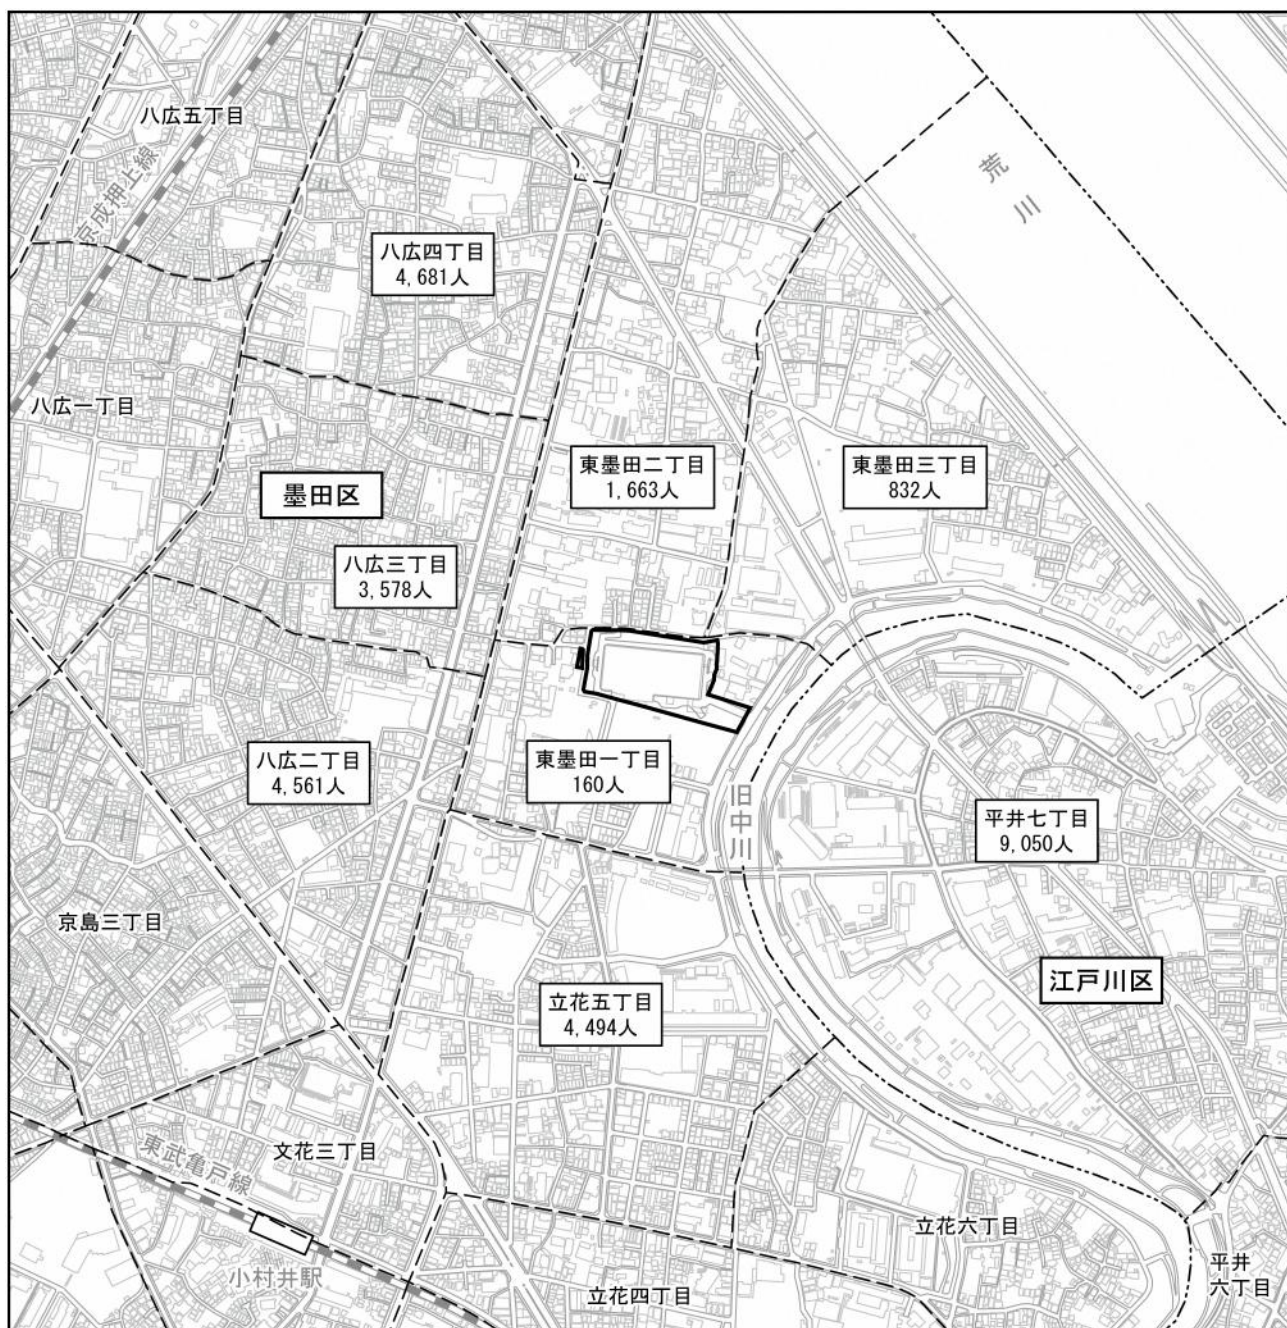 八広五丁目
京成押上線
荒川
八広四丁目
4,681人
八広一丁目
東墨田二丁目
1,663人
東墨田三丁目
832人
墨田区
八広三丁目
3,578人
八広二丁目
4,561人
東墨田一丁目
160人
旧中川
平井七丁目
9,050人
京島三丁目
江戸川区
立花五丁目
4,494人
文花三丁目
東武亀戸線
立花六丁目
小村井駅
平井
六丁目
立花四丁目